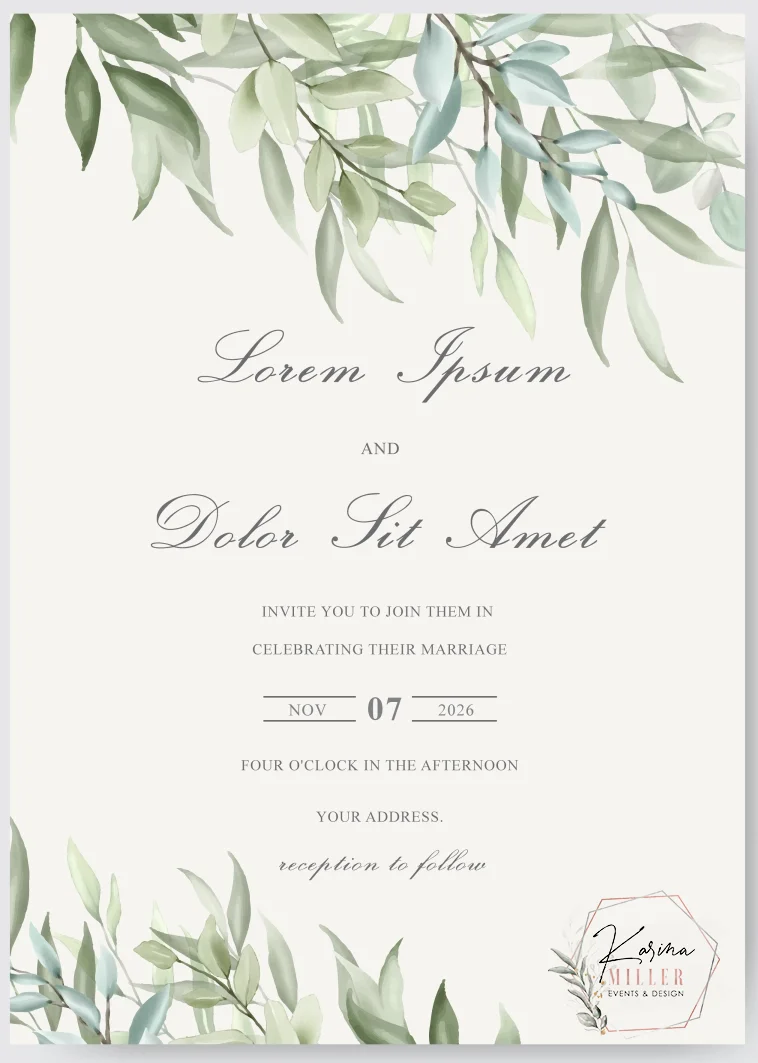 Lorem Ipsum
AND
Dolor Sit Amet
INVITE YOU TO JOIN THEM IN
CELEBRATING THEIR MARRIAGE
NOV 07 2026
FOUR O'CLOCK IN THE AFTERNOON
YOUR ADDRESS.
reception to follow
Karina
MILLER
EVENTS & DESIGN